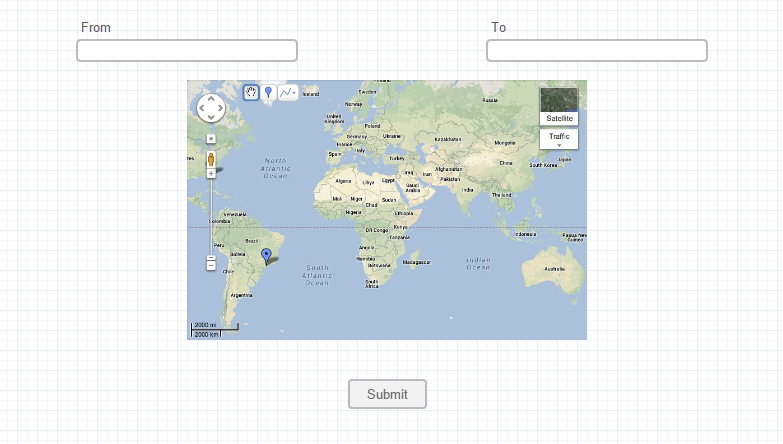 From
To
Iceland
Sweden
Russia
Norway
Satellite
United Kingdom
Poland
Germany
Ukraine
Kazakhstan
Traffic
France
Italy
Mongolia
Spain
Turkey
China
Japan
South Korea
North Atlantic Ocean
Iraq
Iran
Afghanistan
Pakistan
Algeria
Libya
Egypt
Saudi Arabia
India
Mali
Niger
Chad
Sudan
Thailand
Nigeria
Ethiopia
Venezuela
Colombia
DR Congo
Kenya
Tanzania
Indonesia
Papua New Guinea
Brazil
Peru
Bolivia
Angola
Namibia
Botswana
Madagascar
Indian Ocean
Australia
South Atlantic Ocean
South Africa
Argentina
2000 mi
2000 km
Submit